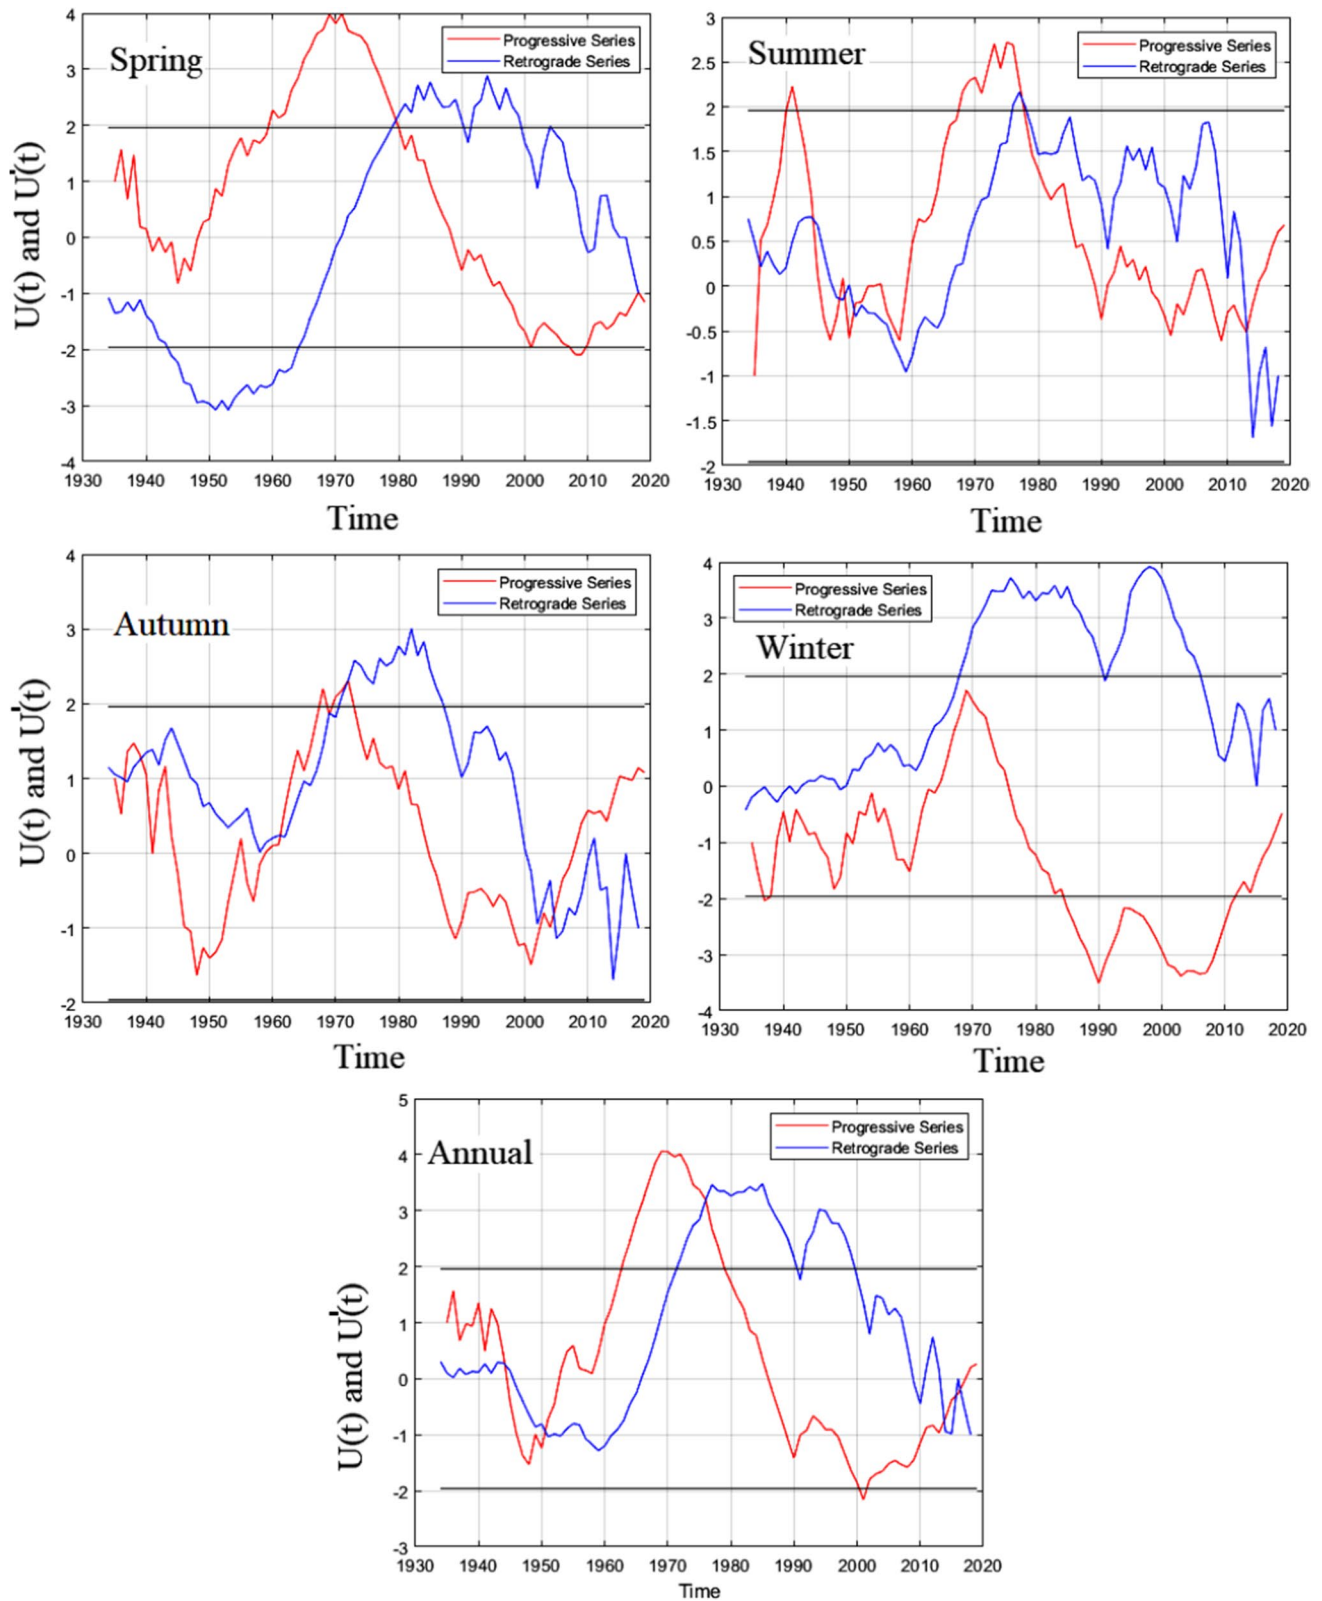 Spring
Progressive Series
Retrograde Series
U(t) and U'(t)
4
3
2
1
0
-1
-2
-3
-4
1930 1940 1950 1960 1970 1980 1990 2000 2010 2020
Time
Summer
Progressive Series
Retrograde Series
3
2.5
2
1.5
1
0.5
0
-0.5
-1
-1.5
-2
1930 1940 1950 1960 1970 1980 1990 2000 2010 2020
Time
Autumn
Progressive Series
Retrograde Series
U(t) and U'(t)
4
3
2
1
0
-1
-2
1930 1940 1950 1960 1970 1980 1990 2000 2010 2020
Time
Progressive Series
Retrograde Series
Winter
4
3
2
1
0
-1
-2
-3
-4
1930 1940 1950 1960 1970 1980 1990 2000 2010 2020
Time
Annual
Progressive Series
Retrograde Series
U(t) and U'(t)
5
4
3
2
1
0
-1
-2
-3
1930 1940 1950 1960 1970 1980 1990 2000 2010 2020
Time